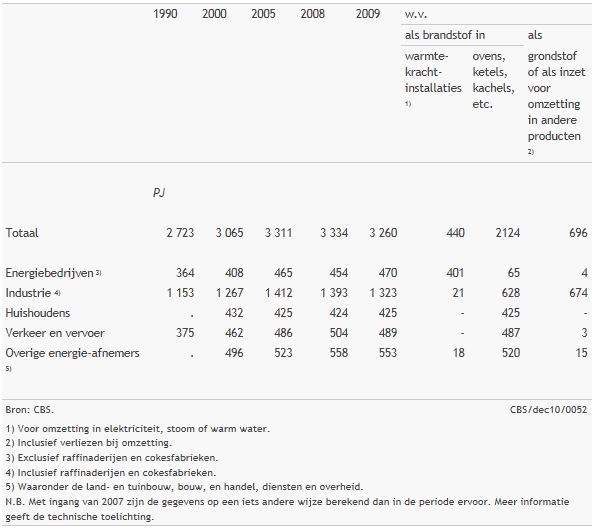 1990 2000 2005 2008 2009 w.v.
als brandstof in als
warmte- ovens, grondstof
kracht- ketels, of als inzet
installaties kachels, voor
1) etc. omzetting
in andere
producten
2)
PJ
Totaal 2 723 3 065 3 311 3 334 3 260 440 2124 696
Energiebedrijven 3) 364 408 465 454 470 401 65 4
Industrie 4) 1 153 1 267 1 412 1 393 1 323 21 628 674
Huishoudens . 432 425 424 425 - 425 -
Verkeer en vervoer 375 462 486 504 489 - 487 3
Overige energie-afnemers . 496 523 558 553 18 520 15
5)
Bron: CBS. CBS/dec10/0052
1) Voor omzetting in elektriciteit, stoom of warm water.
2) Inclusief verliezen bij omzetting.
3) Exclusief raffinaderijen en cokesfabrieken.
4) Inclusief raffinaderijen en cokesfabrieken.
5) Waaronder de land- en tuinbouw, bouw, en handel, diensten en overheid.
N.B. Met ingang van 2007 zijn de gegevens op een iets andere wijze berekend dan in de periode ervoor. Meer informatie
geeft de technische toelichting.